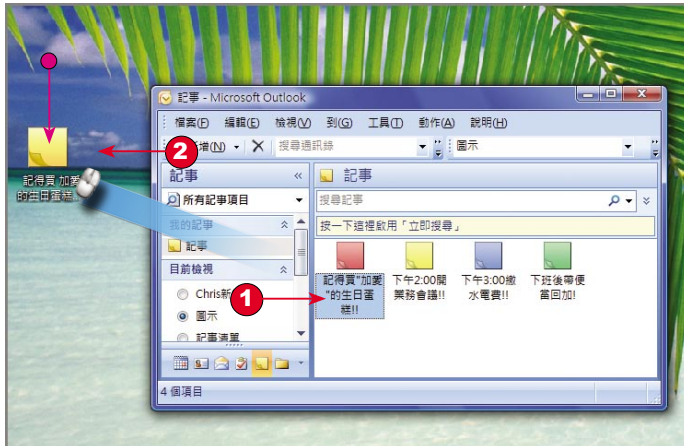 記事 - Microsoft Outlook
檔案(F) 編輯(E) 檢視(V) 到(G) 工具(T) 動作(A) 說明(H)
增(N) 搜尋通訊錄 圖示
記事
所有記事項目
我的記事
記事
目前檢視
Chris新
圖示
記事清單
記事
搜尋記事
按一下這裡啟用「立即搜尋」
記得買"加愛
"的生日蛋
糕!!
下午2:00開
業務會議!!
下午3:00繳
水電費!!
下班後帶便
當回加!
4 個項目
記得買 加愛
的生日蛋糕...
1
2